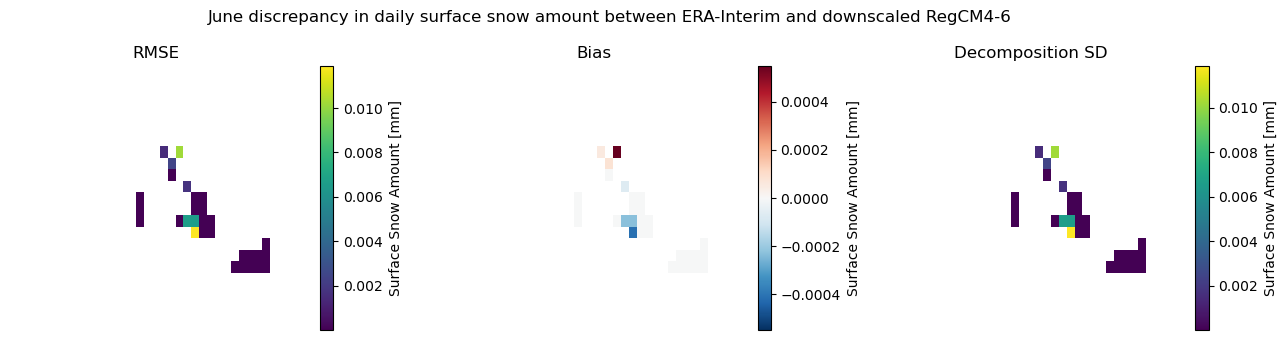 June discrepancy in daily surface snow amount between ERA-Interim and downscaled RegCM4-6
RMSE
0.010
0.008
0.006
0.004
0.002
Surface Snow Amount [mm]
Bias
0.0004
0.0002
0.0000
−0.0002
−0.0004
Surface Snow Amount [mm]
Decomposition SD
0.010
0.008
0.006
0.004
0.002
Surface Snow Amount [mm]